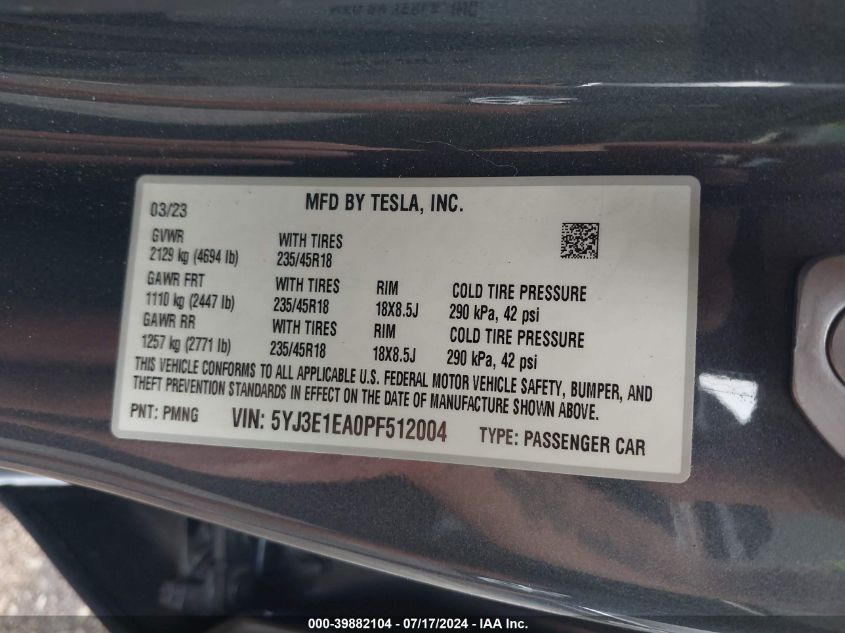 MFD BY TESLA, INC.
03/23
GVWR
2129 kg (4694 lb)
WITH TIRES
235/45R18
GAWR FRT
1110 kg (2447 lb)
WITH TIRES
235/45R18
RIM
18X8.5J
COLD TIRE PRESSURE
290 kPa, 42 psi
GAWR RR
1257 kg (2771 lb)
WITH TIRES
235/45R18
RIM
18X8.5J
COLD TIRE PRESSURE
290 kPa, 42 psi
THIS VEHICLE CONFORMS TO ALL APPLICABLE U.S. FEDERAL MOTOR VEHICLE SAFETY, BUMPER, AND
THEFT PREVENTION STANDARDS IN EFFECT ON THE DATE OF MANUFACTURE SHOWN ABOVE.
PNT: PMNG VIN: 5YJ3E1EA0PF512004 TYPE: PASSENGER CAR
000-39882104 - 07/17/2024 - IAA Inc.